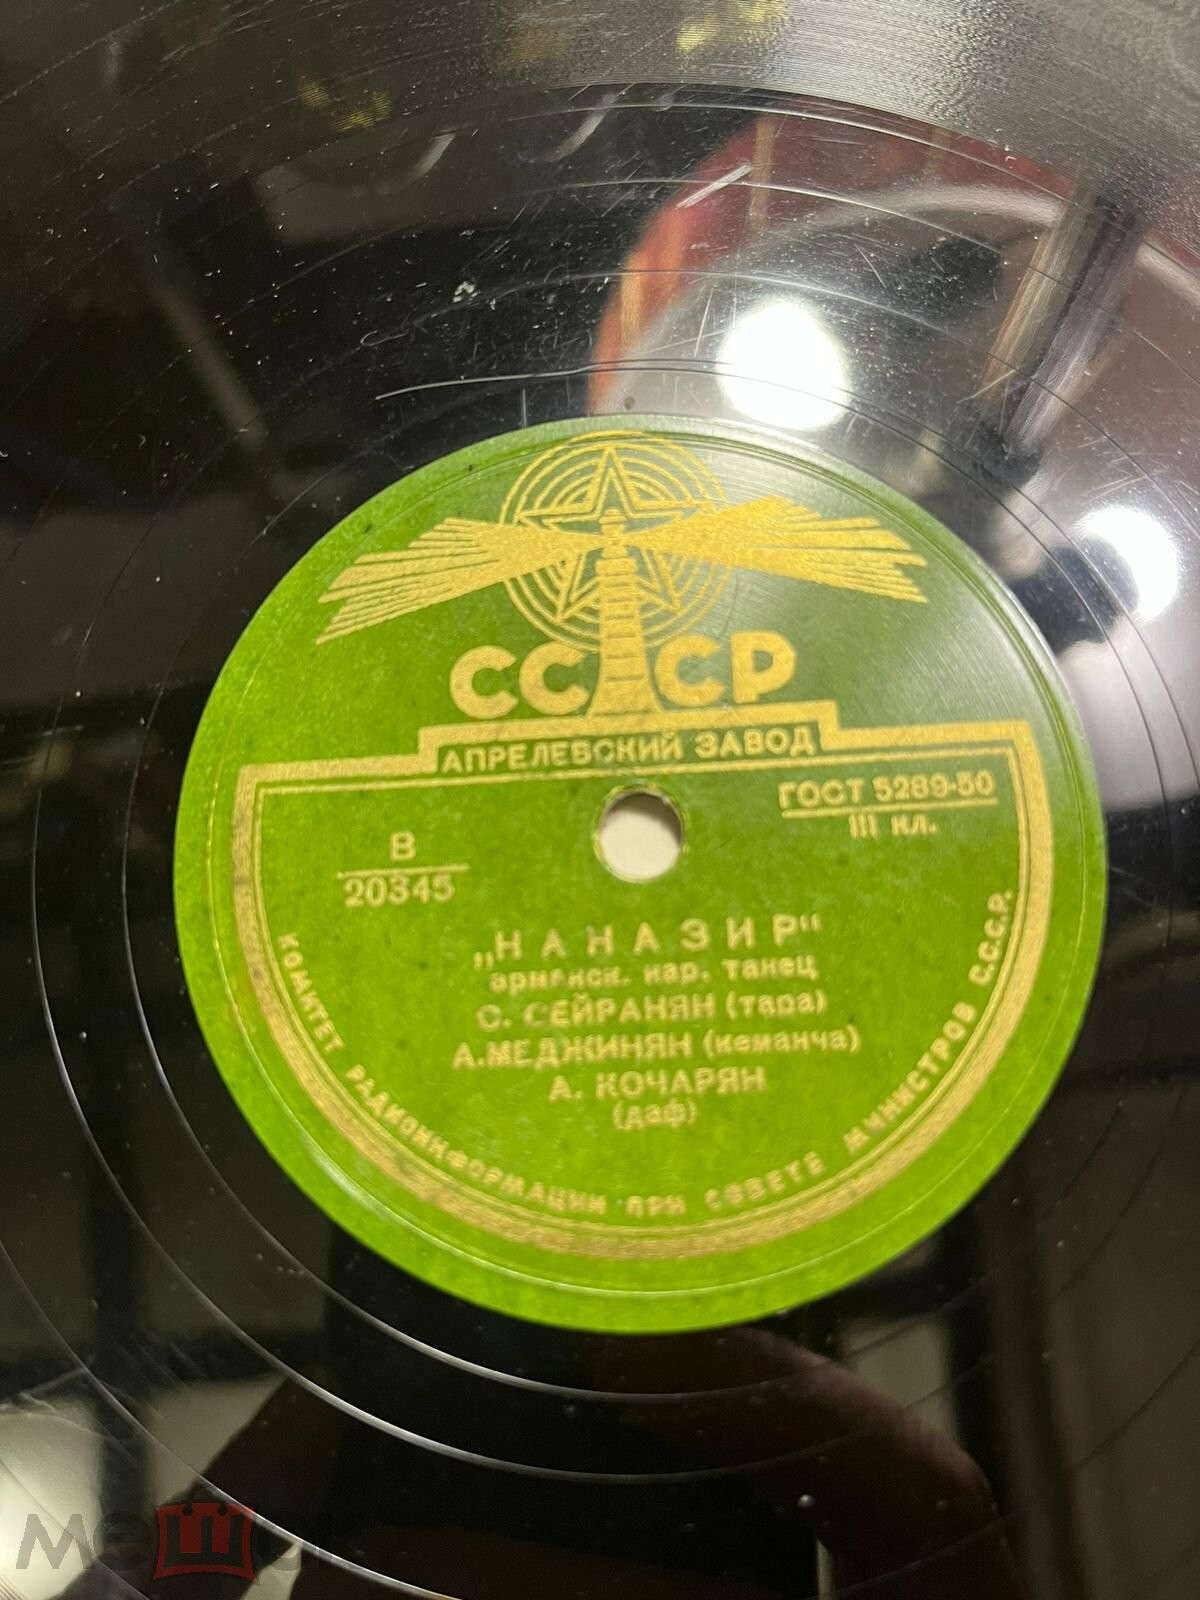 СССР
АПРЕЛЕВСКИЙ ЗАВОД
ГОСТ 5289-50
III кл.
В
20345
„НАНАЗИР“
армянск. нар. танец
С. СЕЙРАНЯН (тара)
А. МЕДЖИНЯН (кеманча)
А. КОЧАРЯН
(даф)
КОМИТЕТ РАДИОИНФОРМАЦИИ ПРИ СОВЕТЕ МИНИСТРОВ С.С.С.Р.